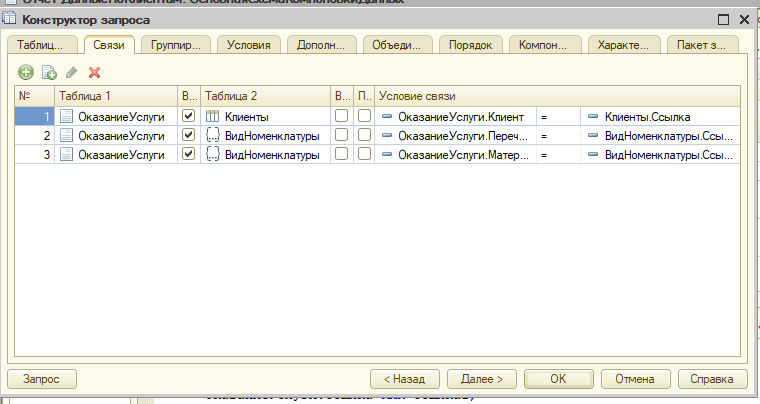 Конструктор запроса
Таблиц... Связи Группир... Условия Дополн... Объеди... Порядок Компон... Характе... Пакет з...
№ Таблица 1 В... Таблица 2 В... П... Условие связи
1 ОказаниеУслуги Клиенты ОказаниеУслуги.Клиент = Клиенты.Ссылка
2 ОказаниеУслуги ВидНоменклатуры ОказаниеУслуги.Переч... = ВидНоменклатуры.Ссы...
3 ОказаниеУслуги ВидНоменклатуры ОказаниеУслуги.Матер... = ВидНоменклатуры.Ссы...
Запрос < Назад Далее > OK Отмена Справка